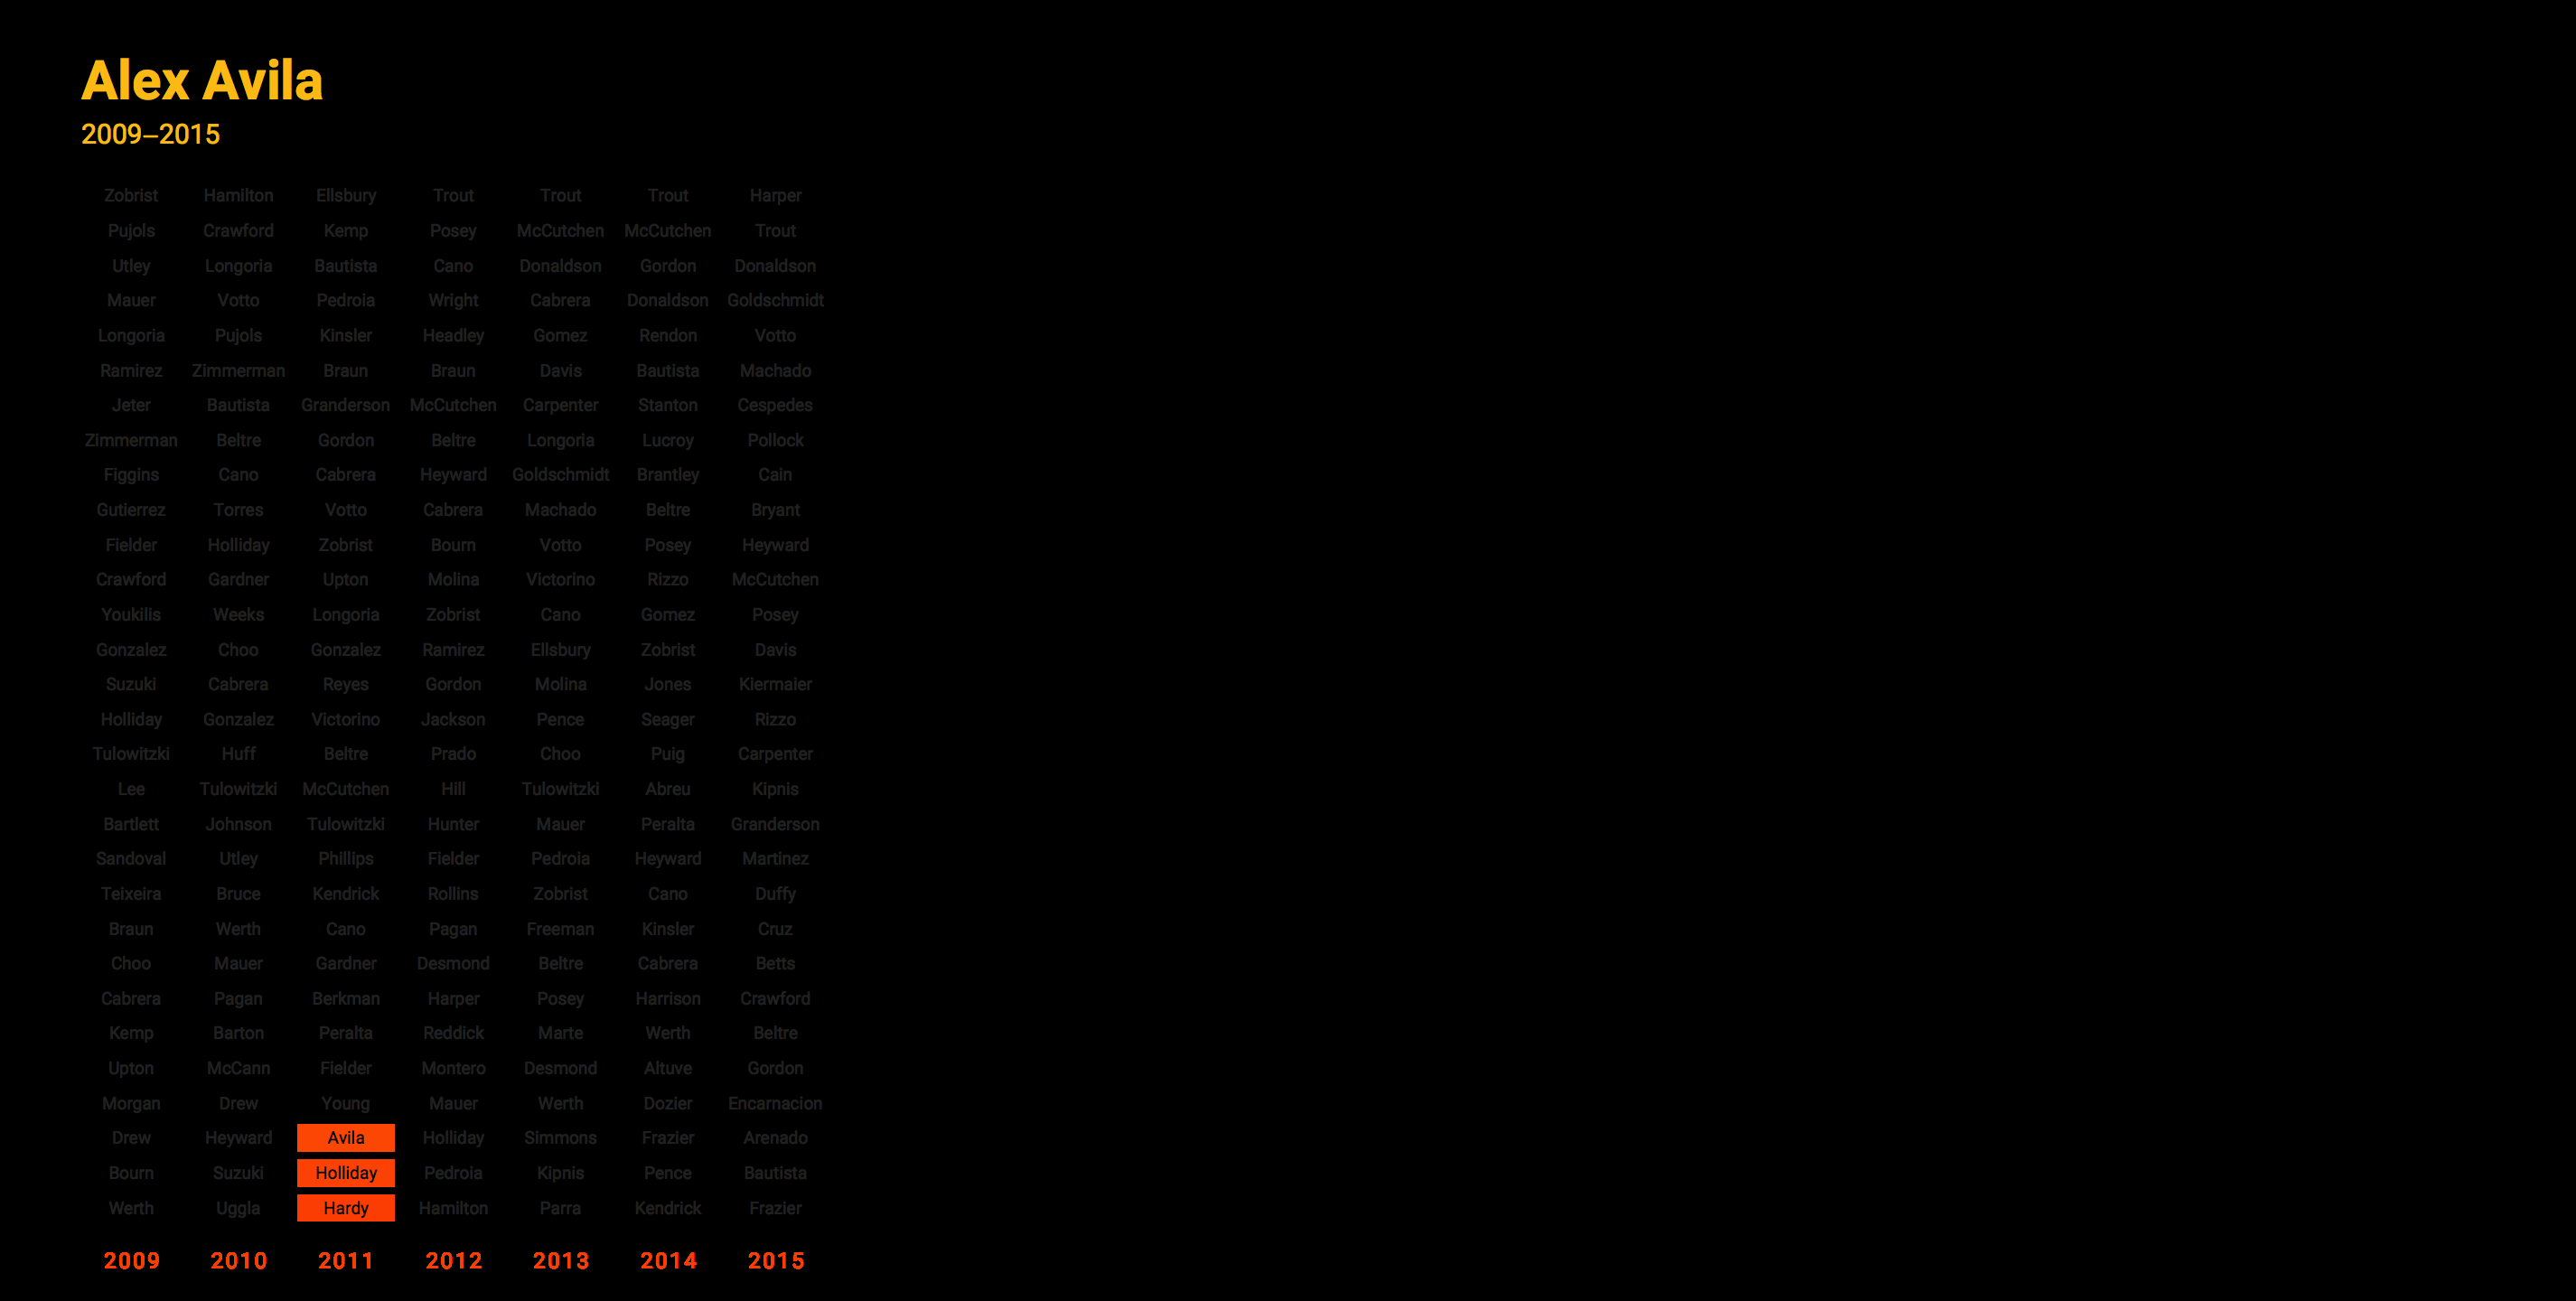 Alex Avila
2009–2015
Zobrist Hamilton Ellsbury Trout Trout Trout Harper
Pujols Crawford Kemp Posey McCutchen McCutchen Trout
Utley Longoria Bautista Cano Donaldson Gordon Donaldson
Mauer Votto Pedroia Wright Cabrera Donaldson Goldschmidt
Longoria Pujols Kinsler Headley Gomez Rendon Votto
Ramirez Zimmerman Braun Braun Davis Bautista Machado
Jeter Bautista Granderson McCutchen Carpenter Stanton Cespedes
Zimmerman Beltre Gordon Beltre Longoria Lucroy Pollock
Figgins Cano Cabrera Heyward Goldschmidt Brantley Cain
Gutierrez Torres Votto Cabrera Machado Beltre Bryant
Fielder Holliday Zobrist Bourn Votto Posey Heyward
Crawford Gardner Upton Molina Victorino Rizzo McCutchen
Youkilis Weeks Longoria Zobrist Cano Gomez Posey
Gonzalez Choo Gonzalez Ramirez Ellsbury Zobrist Davis
Suzuki Cabrera Reyes Gordon Molina Jones Kiermaier
Holliday Gonzalez Victorino Jackson Pence Seager Rizzo
Tulowitzki Huff Beltre Prado Choo Puig Carpenter
Lee Tulowitzki McCutchen Hill Tulowitzki Abreu Kipnis
Bartlett Johnson Tulowitzki Hunter Mauer Peralta Granderson
Sandoval Utley Phillips Fielder Pedroia Heyward Martinez
Teixeira Bruce Kendrick Rollins Zobrist Cano Duffy
Braun Werth Cano Pagan Freeman Kinsler Cruz
Choo Mauer Gardner Desmond Beltre Cabrera Betts
Cabrera Pagan Berkman Harper Posey Harrison Crawford
Kemp Barton Peralta Reddick Marte Werth Beltre
Upton McCann Fielder Montero Desmond Altuve Gordon
Morgan Drew Young Mauer Werth Dozier Encarnacion
Drew Heyward Avila Holliday Simmons Frazier Arenado
Bourn Suzuki Holliday Pedroia Kipnis Pence Bautista
Werth Uggla Hardy Hamilton Parra Kendrick Frazier
2009 2010 2011 2012 2013 2014 2015